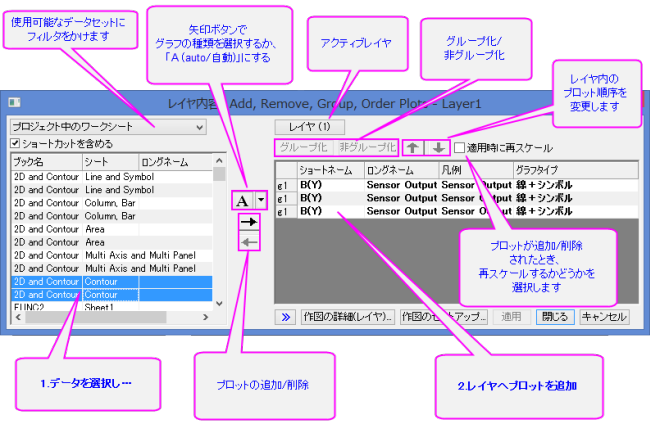 使用可能なデータセットに
フィルタをかけます
矢印ボタンで
グラフの種類を選択するか、
「A (auto/自動)」にする
アクティブレイヤ
グループ化/
非グループ化
レイヤ内の
プロット順序を
変更します
レイヤ内容: Add, Remove, Group, Order Plots - Layer1
プロジェクト中のワークシート
ショートカットを含める
ブック名 シート ロングネーム
2D and Contour Line and Symbol
2D and Contour Line and Symbol
2D and Contour Column, Bar
2D and Contour Column, Bar
2D and Contour Area
2D and Contour Area
2D and Contour Multi Axis and Multi Panel
2D and Contour Multi Axis and Multi Panel
2D and Contour Contour
2D and Contour Contour
FUNC2 Sheet1
A
レイヤ (1)
グループ化 非グループ化 適用時に再スケール
ショートネーム ロングネーム 凡例 グラフタイプ
g1 B(Y) Sensor Output Sensor Output 線+シンボル
g1 B(Y) Sensor Output Sensor Output 線+シンボル
g1 B(Y) Sensor Output Sensor Output 線+シンボル
プロットが追加/削除
されたとき、
再スケールするかどうかを
選択します
作図の詳細(レイヤ)... 作図のセットアップ... 適用 閉じる キャンセル
1.データを選択し…
プロットの追加/削除
2.レイヤへプロットを追加